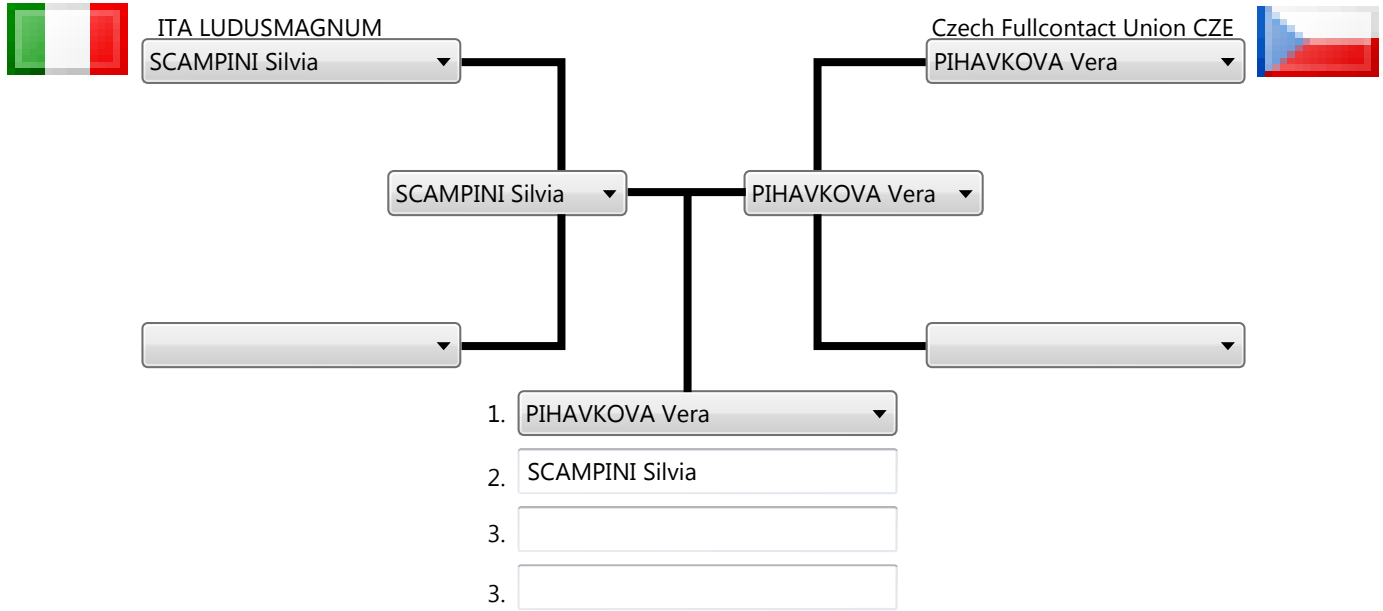 ITA LUDUSMAGNUM
Czech Fullcontact Union CZE
SCAMPINI Silvia
PIHAVKOVA Vera
SCAMPINI Silvia
PIHAVKOVA Vera
1. PIHAVKOVA Vera
2. SCAMPINI Silvia
3.
3.